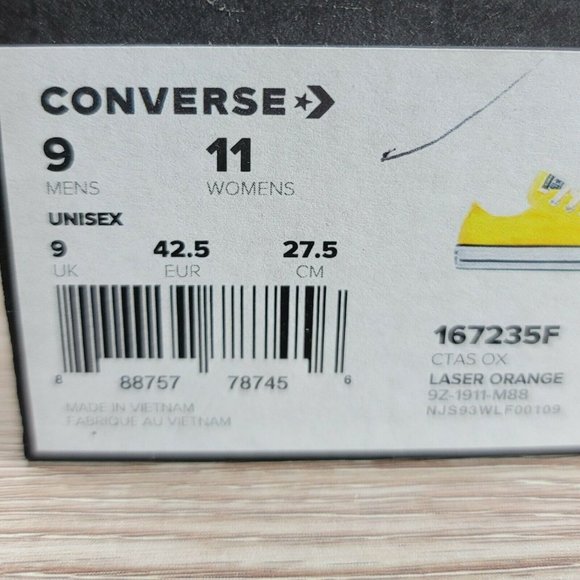 CONVERSE
9 11
MENS WOMENS
UNISEX
9 42.5 27.5
UK EUR CM
8 88757 78745 6
MADE IN VIETNAM
FABRIQUE AU VIETNAM
167235F
CTAS OX
LASER ORANGE
9Z-1911-M88
NJS93WLF00109